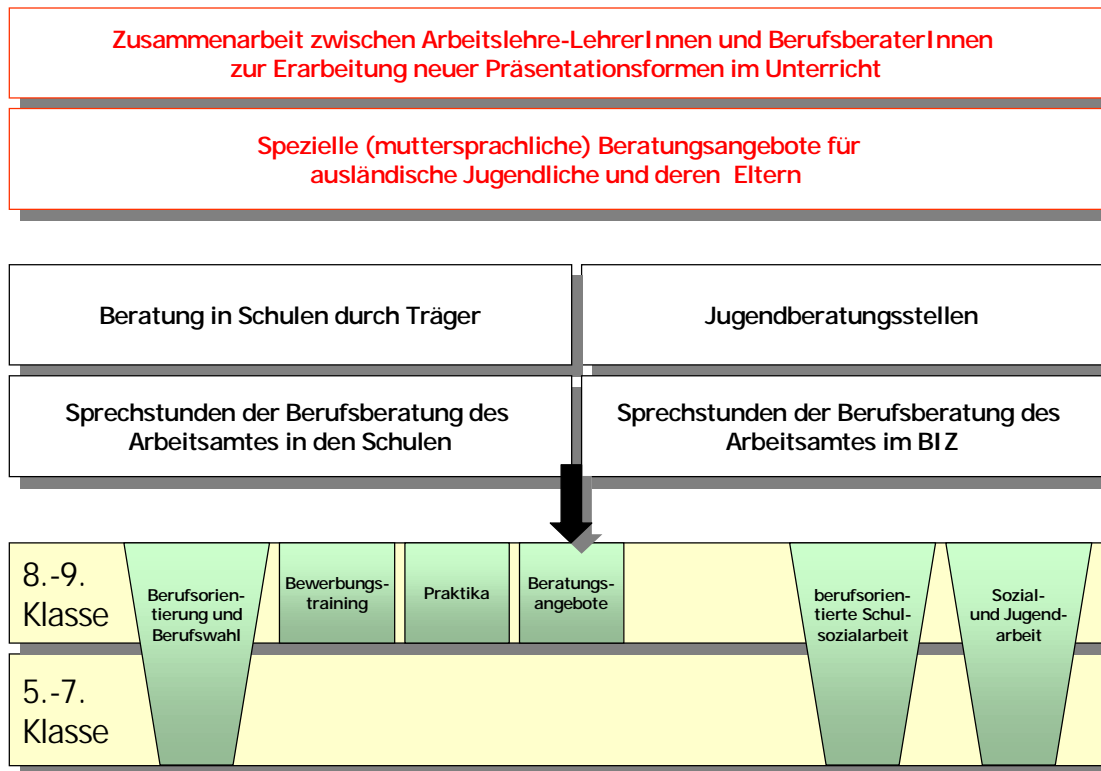 Zusammenarbeit zwischen Arbeitslehre-LehrerInnen und BerufsberaterInnen
zur Erarbeitung neuer Präsentationsformen im Unterricht
Spezielle (muttersprachliche) Beratungsangebote für
ausländische Jugendliche und deren Eltern
Beratung in Schulen durch Träger
Jugendberatungsstellen
Sprechstunden der Berufsberatung des
Arbeitsamtes in den Schulen
Sprechstunden der Berufsberatung des
Arbeitsamtes im BIZ
8.-9.
Klasse
Berufsorien-
tierung und
Berufswahl
Bewerbungs-
training
Praktika
Beratungs-
angebote
berufsorien-
tierte Schul-
sozialarbeit
Sozial-
und Jugend-
arbeit
5.-7.
Klasse